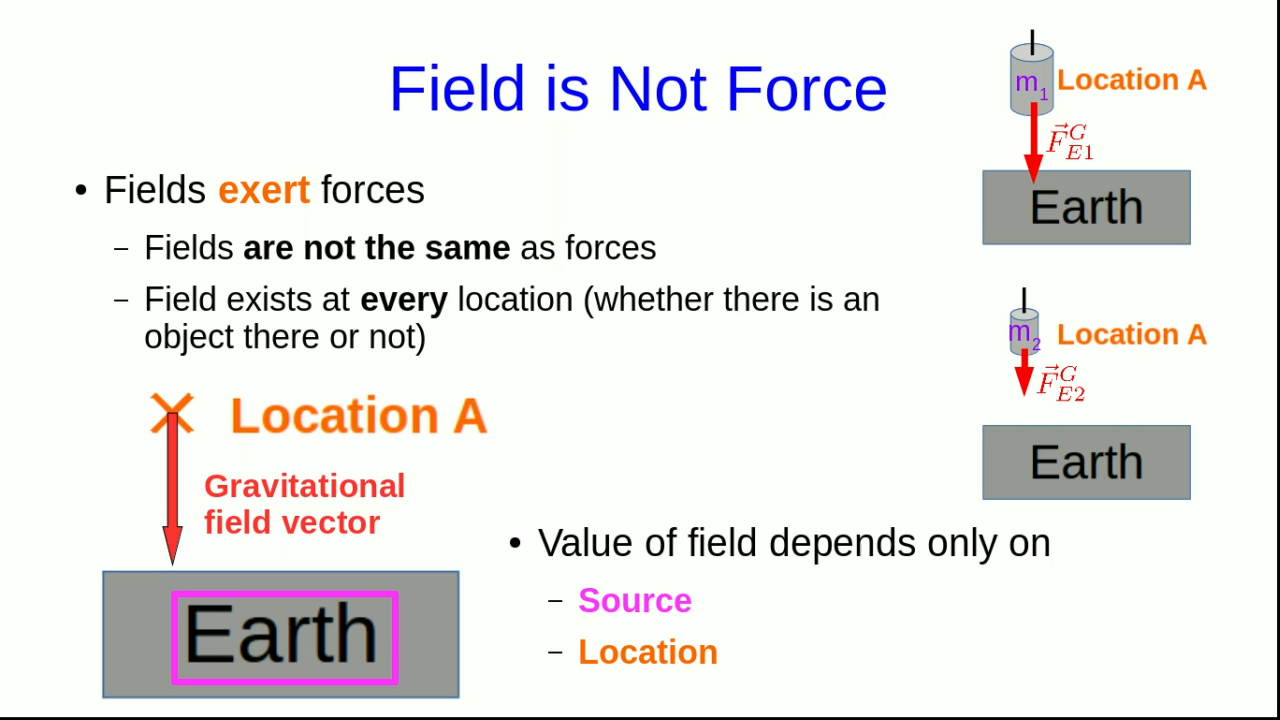 Field is Not Force
• Fields exert forces
– Fields are not the same as forces
– Field exists at every location (whether there is an
object there or not)
Location A
Gravitational
field vector
Earth
m₁ Location A
F⃗ᴳ_E1
Earth
m₂ Location A
F⃗ᴳ_E2
Earth
• Value of field depends only on
– Source
– Location